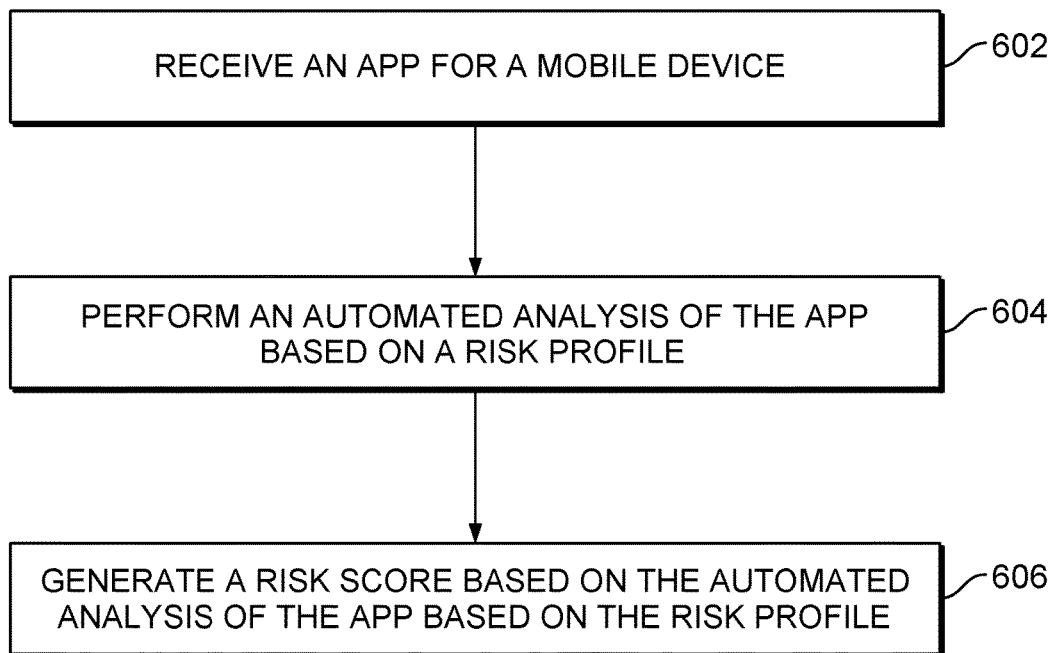 RECEIVE AN APP FOR A MOBILE DEVICE
602
PERFORM AN AUTOMATED ANALYSIS OF THE APP
BASED ON A RISK PROFILE
604
GENERATE A RISK SCORE BASED ON THE AUTOMATED
ANALYSIS OF THE APP BASED ON THE RISK PROFILE
606